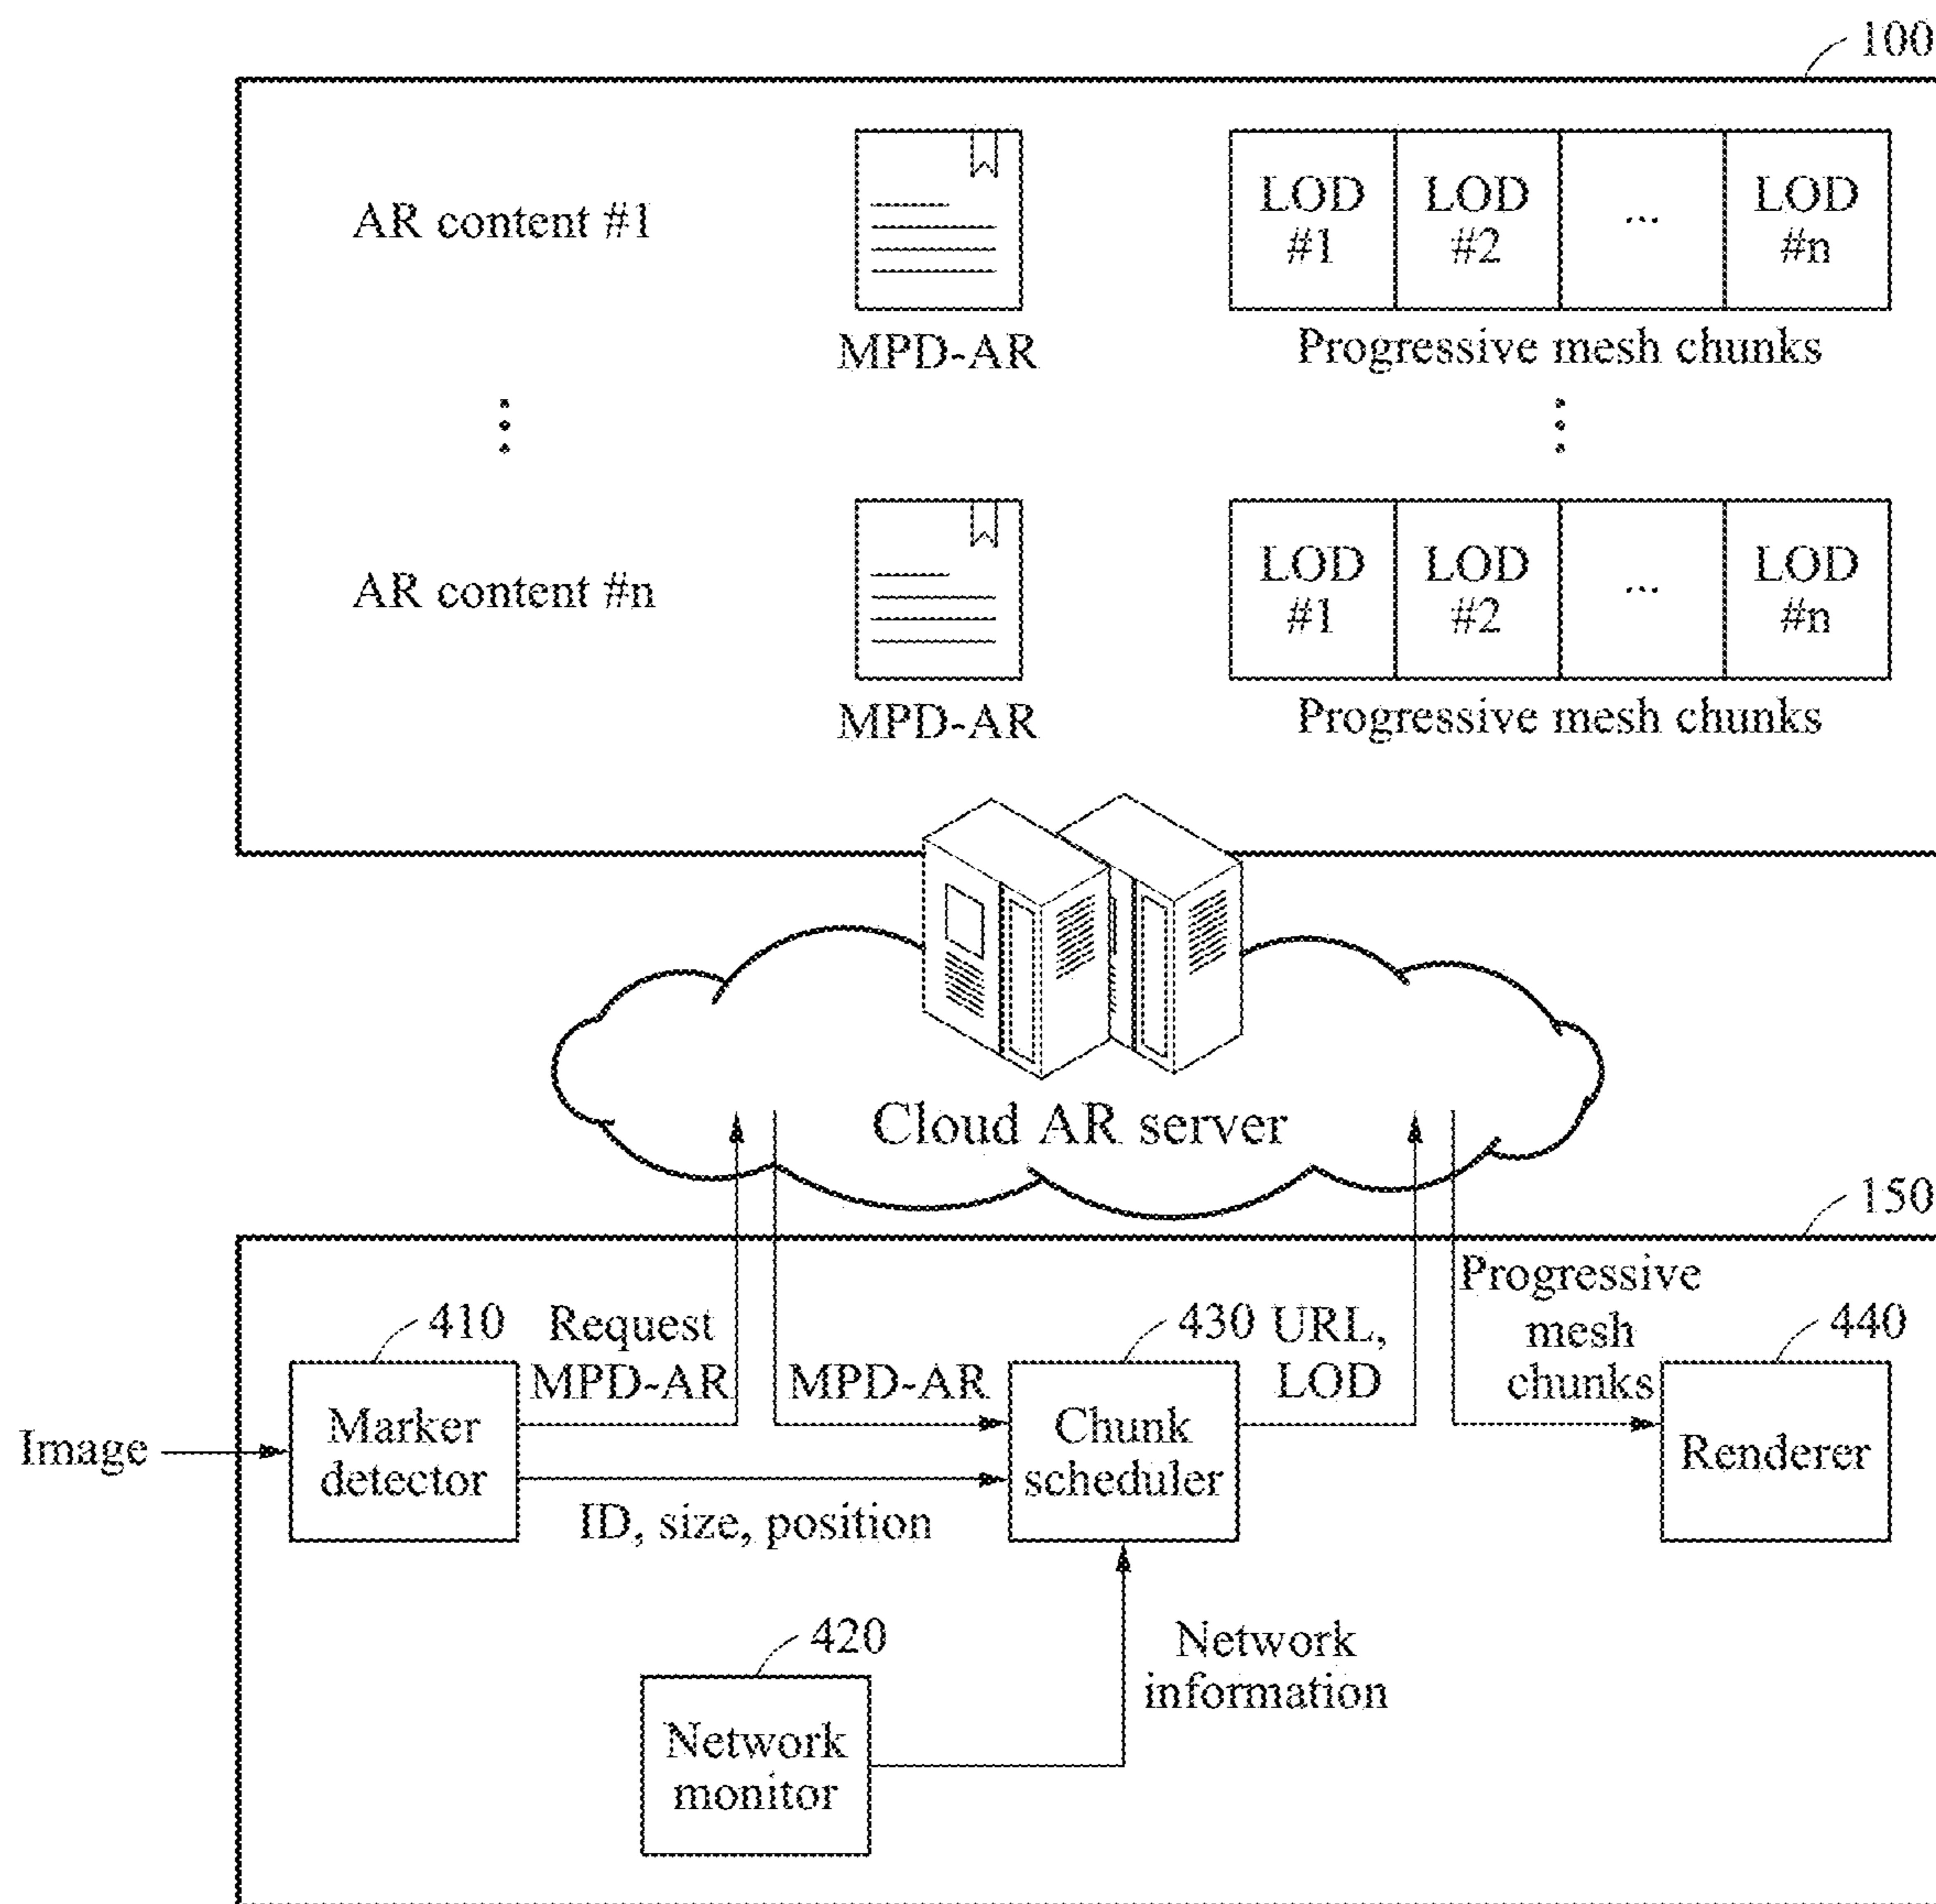 100
AR content #1
LOD
#1
LOD
#2
...
LOD
#n
MPD-AR
Progressive mesh chunks
AR content #n
LOD
#1
LOD
#2
...
LOD
#n
MPD-AR
Progressive mesh chunks
Cloud AR server
150
410
Request
MPD-AR
MPD-AR
430
URL,
LOD
Progressive
mesh
chunks
440
Image
Marker
detector
Chunk
scheduler
Renderer
ID, size, position
420
Network
information
Network
monitor